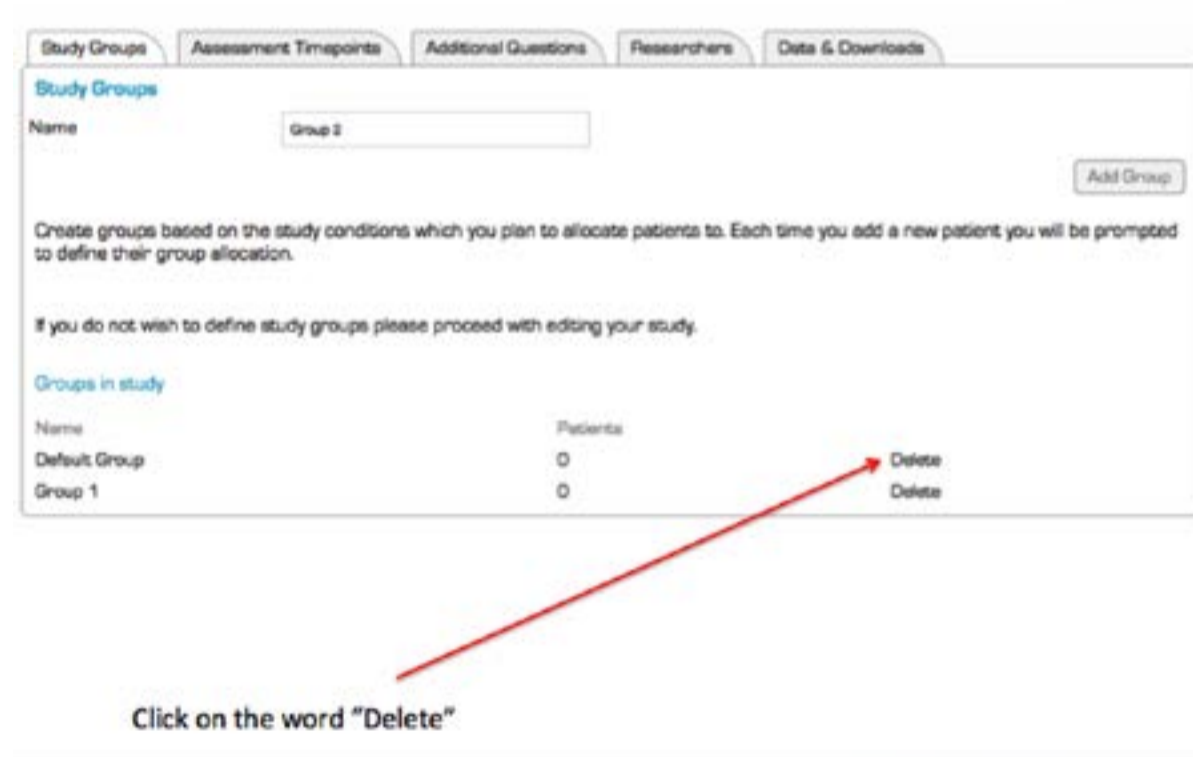 Study Groups Assessment Timepoints Additional Questions Researchers Data & Downloads
Study Groups
Name Group 2
Add Group
Create groups based on the study conditions which you plan to allocate patients to. Each time you add a new patient you will be prompted
to define their group allocation.
If you do not wish to define study groups please proceed with editing your study.
Groups in study
Name Patients
Default Group 0 Delete
Group 1 0 Delete
Click on the word "Delete"